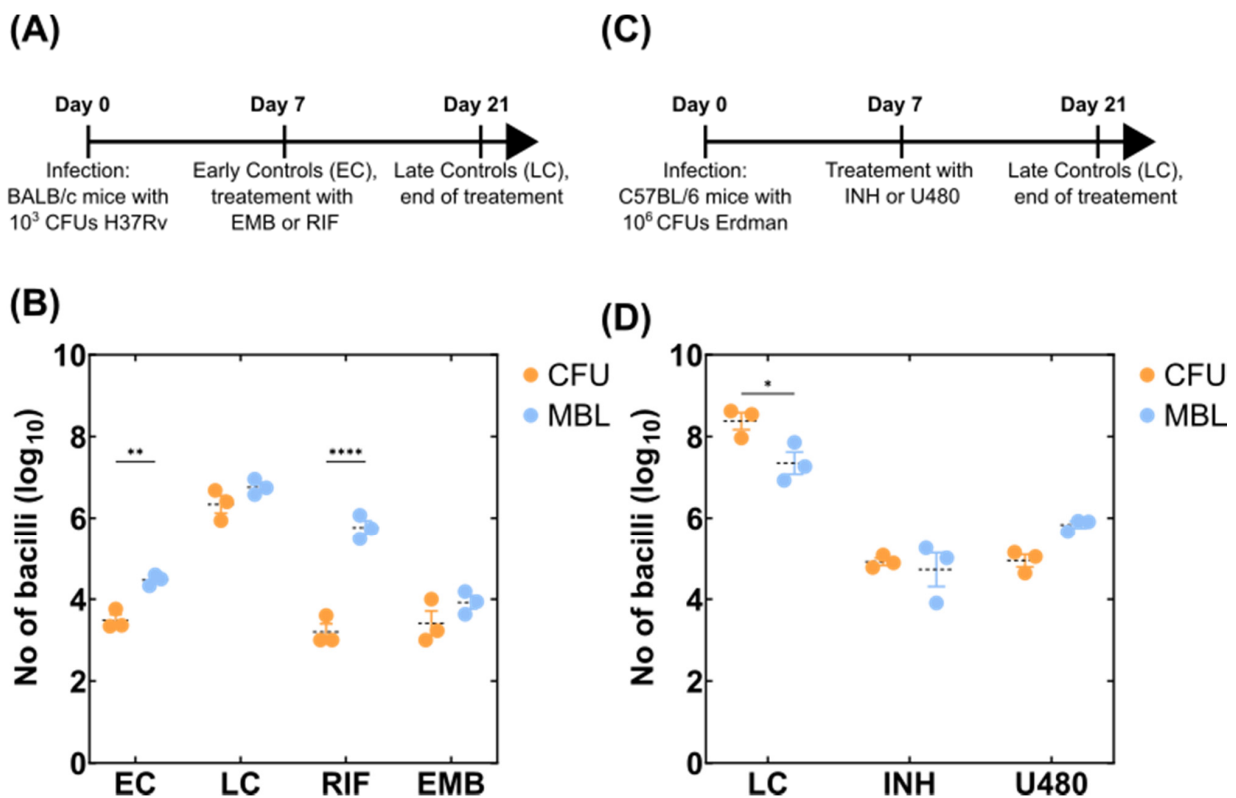 (A)
Day 0
Day 7
Day 21
Infection:
BALB/c mice with
10³ CFUs H37Rv
Early Controls (EC),
treatement with
EMB or RIF
Late Controls (LC),
end of treatement
(C)
Day 0
Day 7
Day 21
Infection:
C57BL/6 mice with
10⁶ CFUs Erdman
Treatement with
INH or U480
Late Controls (LC),
end of treatement
(B)
No of bacilli (log₁₀)
10
8
6
4
2
0
**
****
EC
LC
RIF
EMB
CFU
MBL
(D)
No of bacilli (log₁₀)
10
8
6
4
2
0
*
LC
INH
U480
CFU
MBL